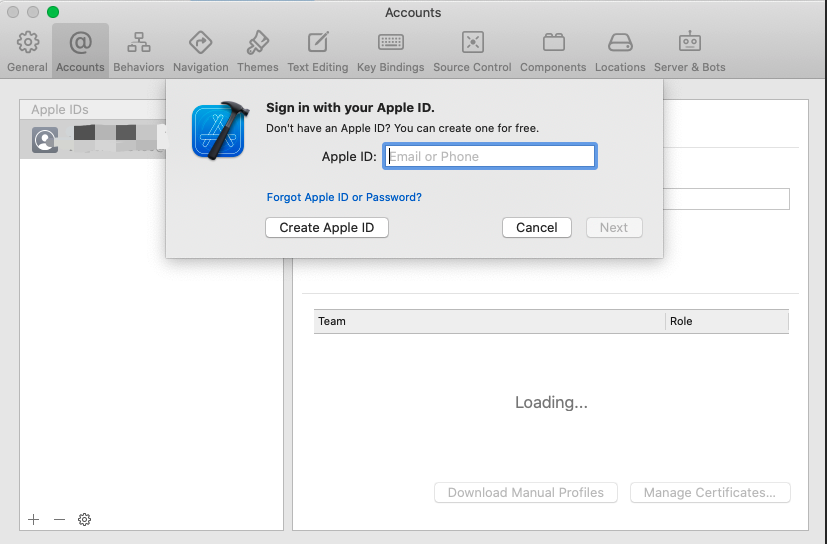 Accounts
General
Accounts
Behaviors
Navigation
Themes
Text Editing
Key Bindings
Source Control
Components
Locations
Server & Bots
Apple IDs
Sign in with your Apple ID.
Don't have an Apple ID? You can create one for free.
Apple ID:
Email or Phone
Forgot Apple ID or Password?
Create Apple ID
Cancel
Next
Team
Role
Loading...
Download Manual Profiles
Manage Certificates...